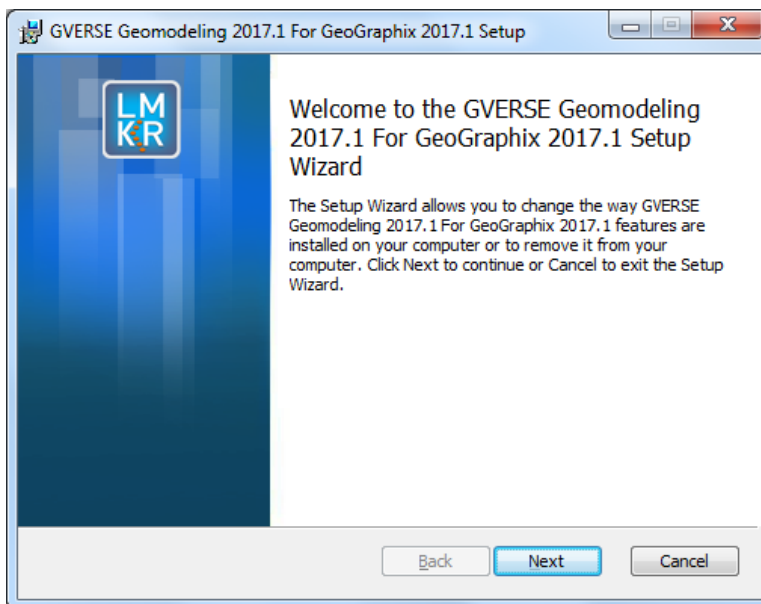 GVERSE Geomodeling 2017.1 For GeoGraphix 2017.1 Setup
LM
KR
Welcome to the GVERSE Geomodeling
2017.1 For GeoGraphix 2017.1 Setup
Wizard
The Setup Wizard allows you to change the way GVERSE
Geomodeling 2017.1 For GeoGraphix 2017.1 features are
installed on your computer or to remove it from your
computer. Click Next to continue or Cancel to exit the Setup
Wizard.
Back Next Cancel